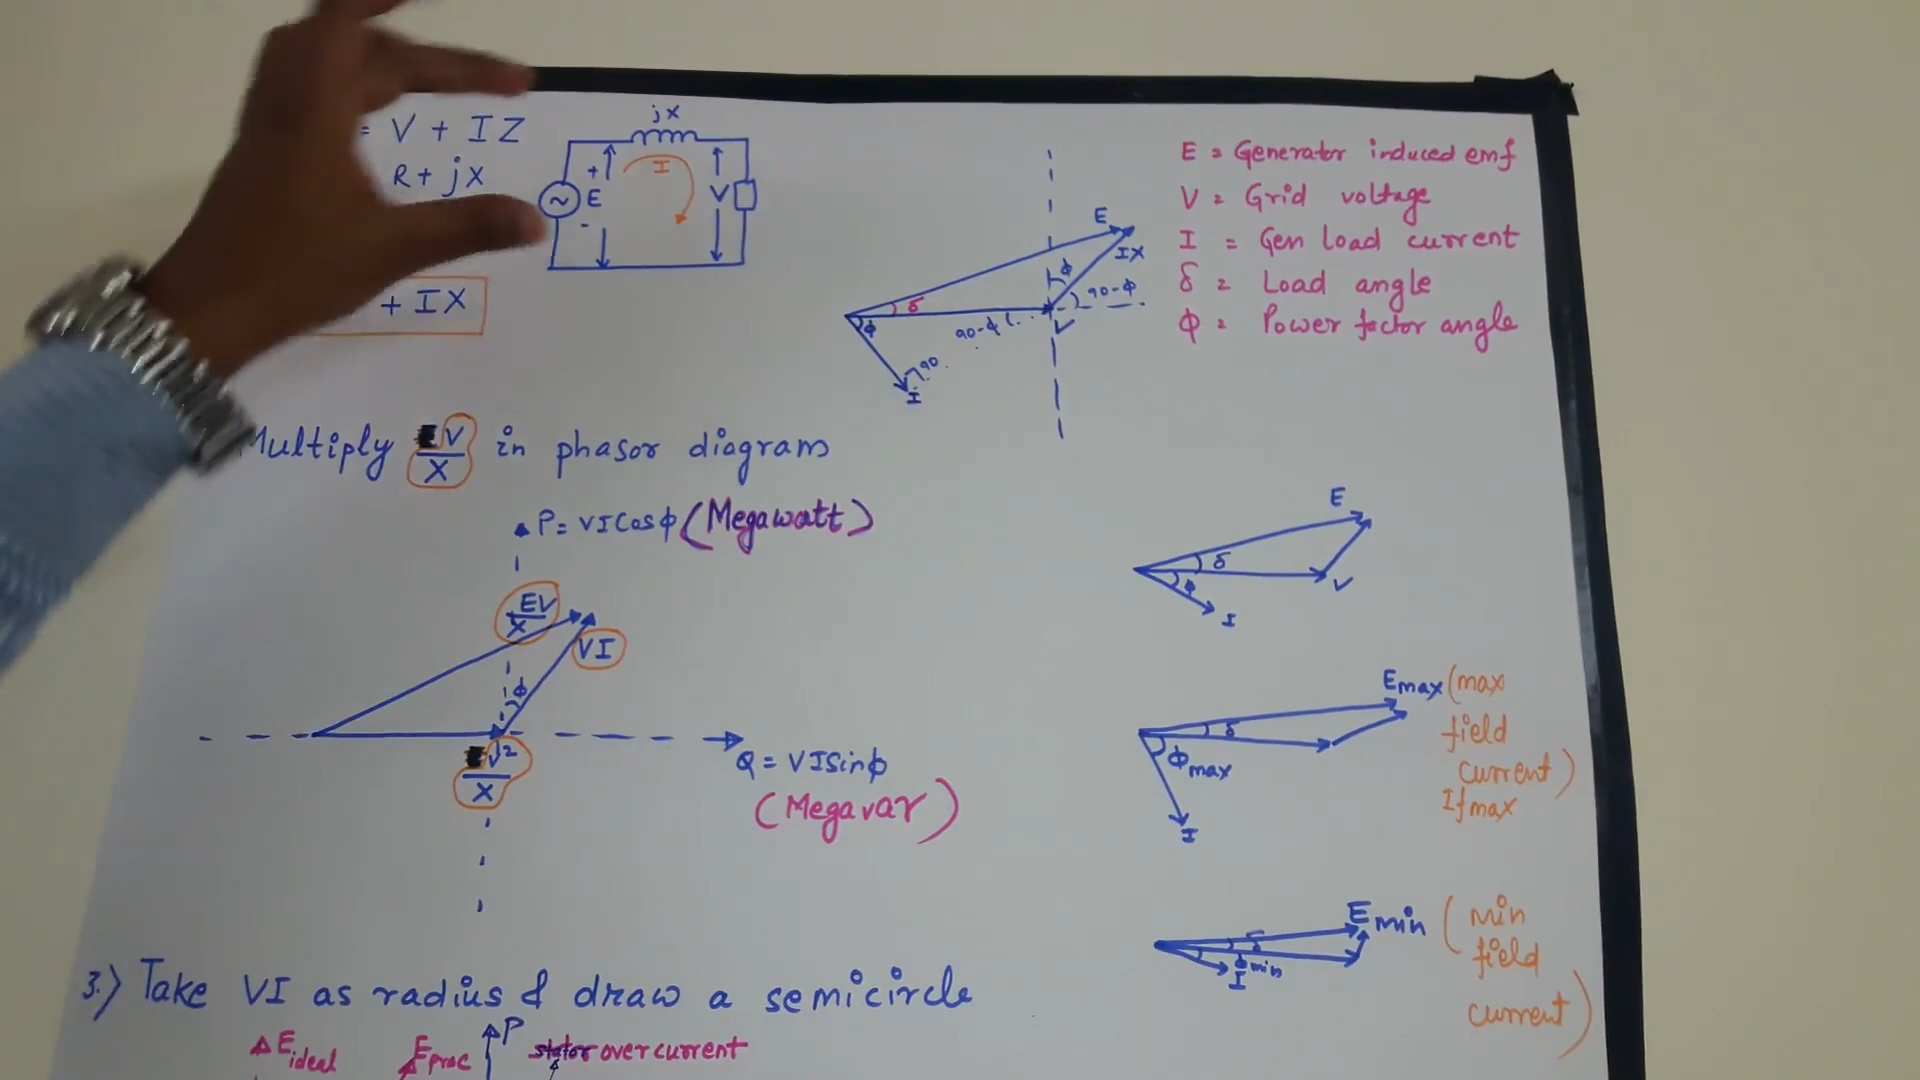 = V + IZ
R + jX
+ IX
jX
I
+
E
-
V
~
E
IX
φ
90-φ
δ
φ
90-φ
V
90
I
E = Generator induced emf
V = Grid voltage
I = Gen Load current
δ = Load angle
φ = Power factor angle
Multiply V/X in phasor diagram
P = VICosφ (Megawatt)
EV/X
VI
φ
V²/X
Q = VISinφ
(Megavar)
E
δ
φ
V
I
Emax (max
field
current)
Ifmax
δ
φmax
I
Emin (min
field
current)
δ
φmin
I
3.) Take VI as radius & draw a semicircle
Eideal
Eprac
P
stator over current